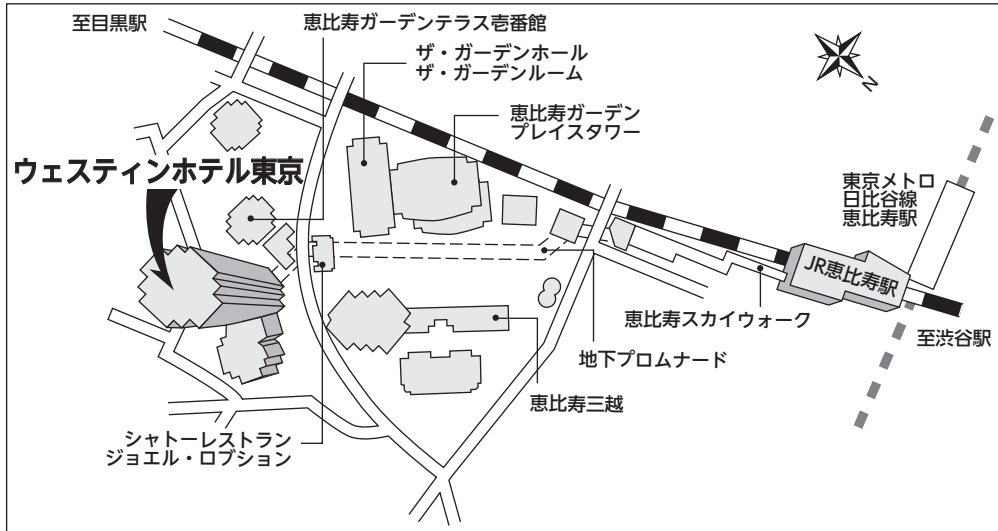 至目黒駅
恵比寿ガーデンテラス壱番館
ザ・ガーデンホール
ザ・ガーデンルーム
恵比寿ガーデン
プレイスタワー
N
ウェスティンホテル東京
東京メトロ
日比谷線
恵比寿駅
JR恵比寿駅
恵比寿スカイウォーク
至渋谷駅
地下プロムナード
恵比寿三越
シャトーレストラン
ジョエル・ロブション